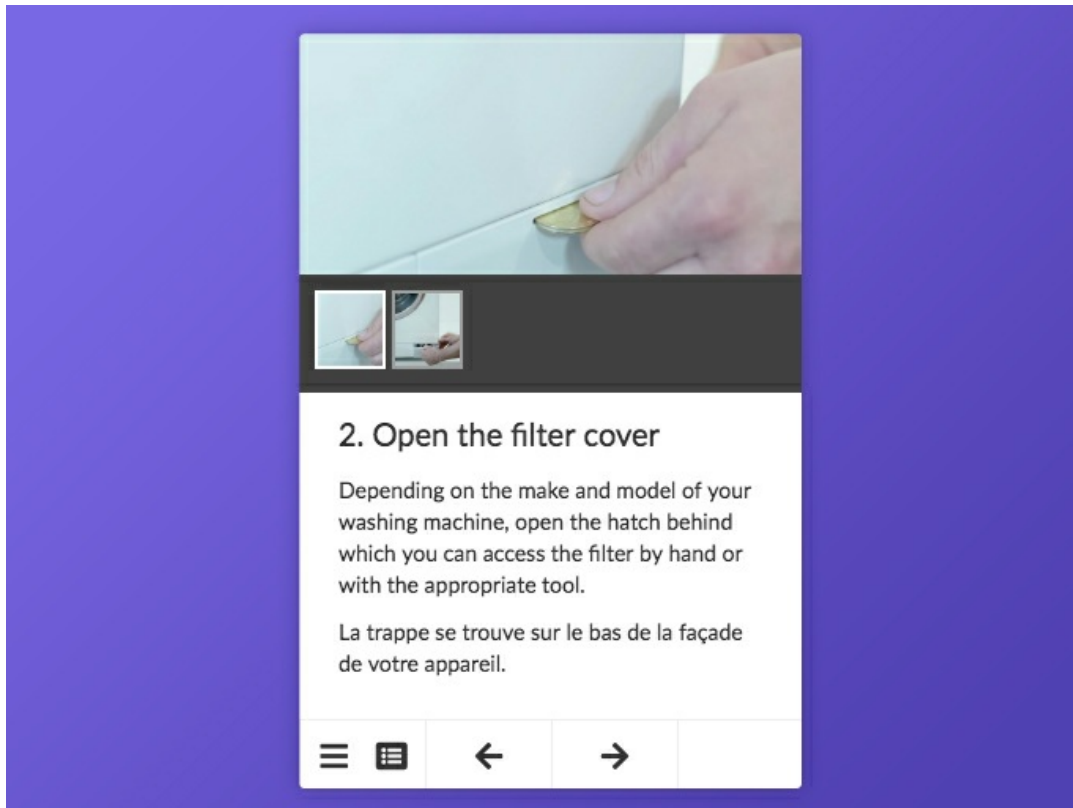 2. Open the filter cover
Depending on the make and model of your
washing machine, open the hatch behind
which you can access the filter by hand or
with the appropriate tool.
La trappe se trouve sur le bas de la façade
de votre appareil.